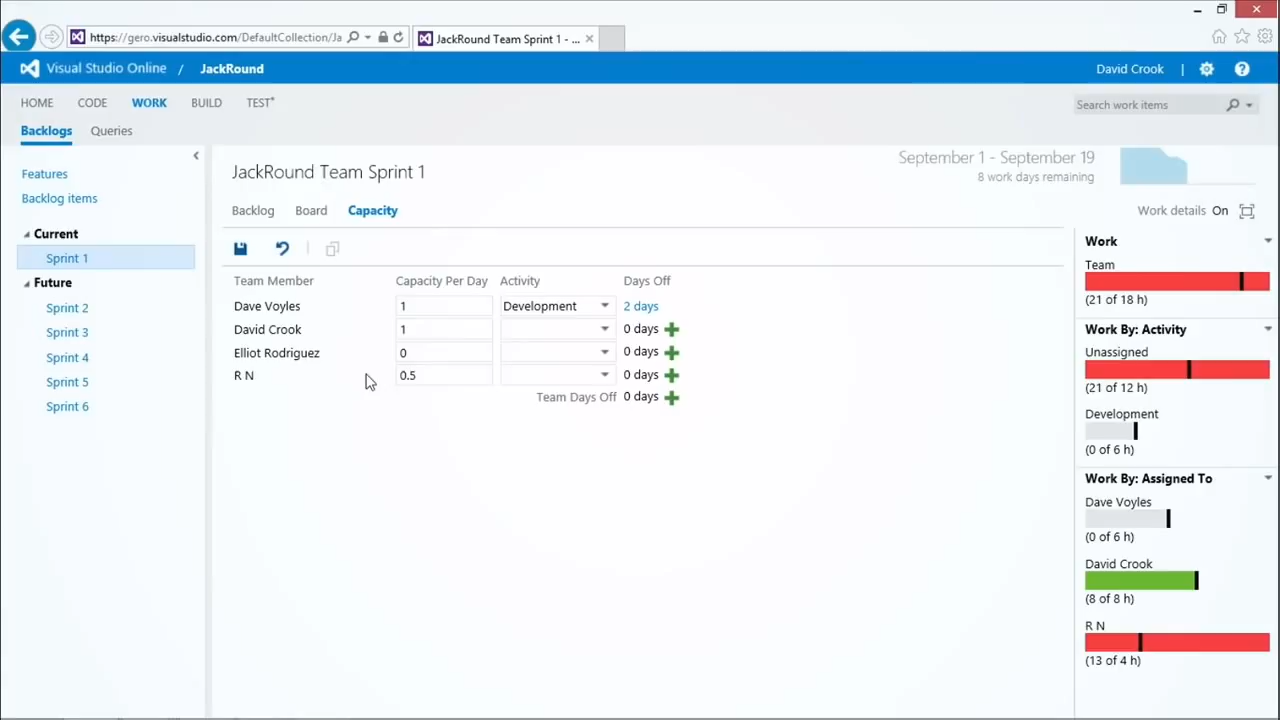 https://gero.visualstudio.com/DefaultCollection/Ja
JackRound Team Sprint 1 - ...
Visual Studio Online / JackRound
David Crook
HOME CODE WORK BUILD TEST*
Search work items
Backlogs Queries
Features
Backlog items
Current
Sprint 1
Future
Sprint 2
Sprint 3
Sprint 4
Sprint 5
Sprint 6
JackRound Team Sprint 1
September 1 - September 19
8 work days remaining
Backlog Board Capacity
Work details On
Team Member Capacity Per Day Activity Days Off
Dave Voyles 1 Development 2 days
David Crook 1 0 days
Elliot Rodriguez 0 0 days
R N 0.5 0 days
Team Days Off 0 days
Work
Team
(21 of 18 h)
Work By: Activity
Unassigned
(21 of 12 h)
Development
(0 of 6 h)
Work By: Assigned To
Dave Voyles
(0 of 6 h)
David Crook
(8 of 8 h)
R N
(13 of 4 h)